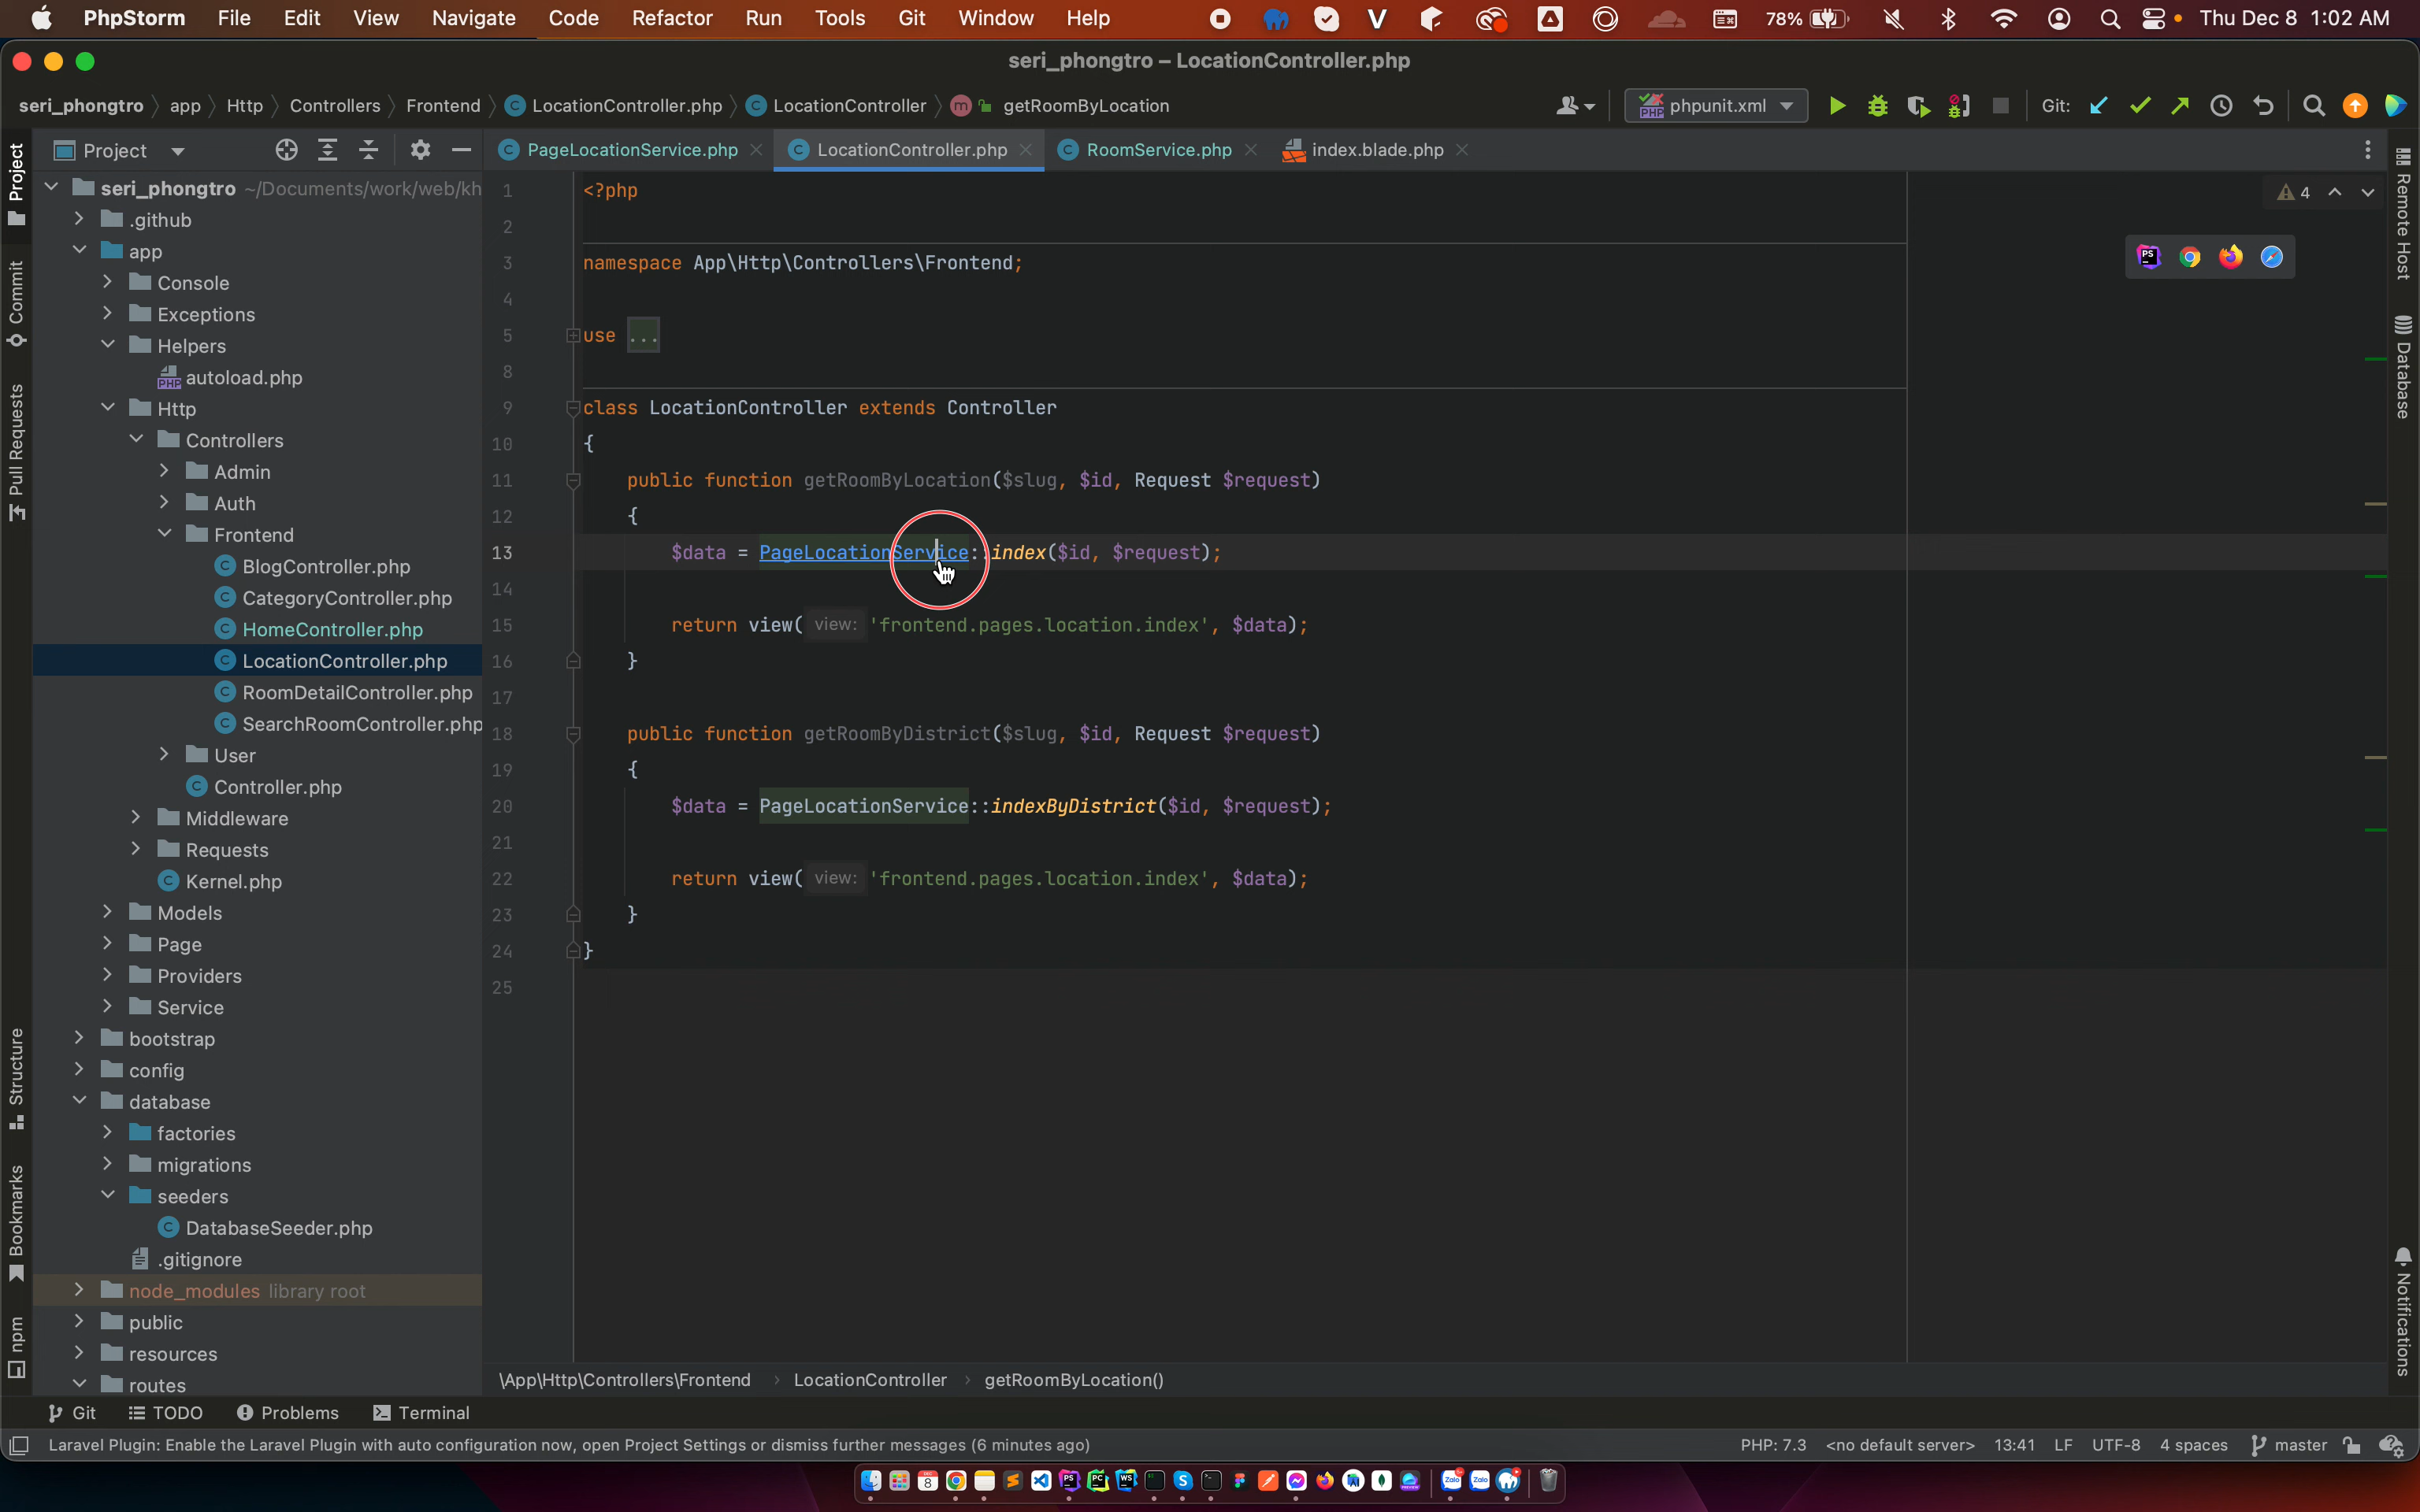 PhpStorm File Edit View Navigate Code Refactor Run Tools Git Window Help 78% Thu Dec 8 1:02 AM
seri_phongtro – LocationController.php
seri_phongtro app Http Controllers Frontend LocationController.php LocationController getRoomByLocation phpunit.xml Git:
Project PageLocationService.php LocationController.php RoomService.php index.blade.php
Project
Commit
Pull Requests
Structure
Bookmarks
npm
seri_phongtro ~/Documents/work/web/kh
.github
app
Console
Exceptions
Helpers
autoload.php
Http
Controllers
Admin
Auth
Frontend
BlogController.php
CategoryController.php
HomeController.php
LocationController.php
RoomDetailController.php
SearchRoomController.php
User
Controller.php
Middleware
Requests
Kernel.php
Models
Page
Providers
Service
bootstrap
config
database
factories
migrations
seeders
DatabaseSeeder.php
.gitignore
node_modules library root
public
resources
routes
1 <?php
2
3 namespace App\Http\Controllers\Frontend;
4
5 use ...
8
9 class LocationController extends Controller
10 {
11 public function getRoomByLocation($slug, $id, Request $request)
12 {
13 $data = PageLocationService::index($id, $request);
14
15 return view( view: 'frontend.pages.location.index', $data);
16 }
17
18 public function getRoomByDistrict($slug, $id, Request $request)
19 {
20 $data = PageLocationService::indexByDistrict($id, $request);
21
22 return view( view: 'frontend.pages.location.index', $data);
23 }
24 }
25
4
Remote Host
Database
Notifications
\App\Http\Controllers\Frontend LocationController getRoomByLocation()
Git TODO Problems Terminal
Laravel Plugin: Enable the Laravel Plugin with auto configuration now, open Project Settings or dismiss further messages (6 minutes ago) PHP: 7.3 <no default server> 13:41 LF UTF-8 4 spaces master